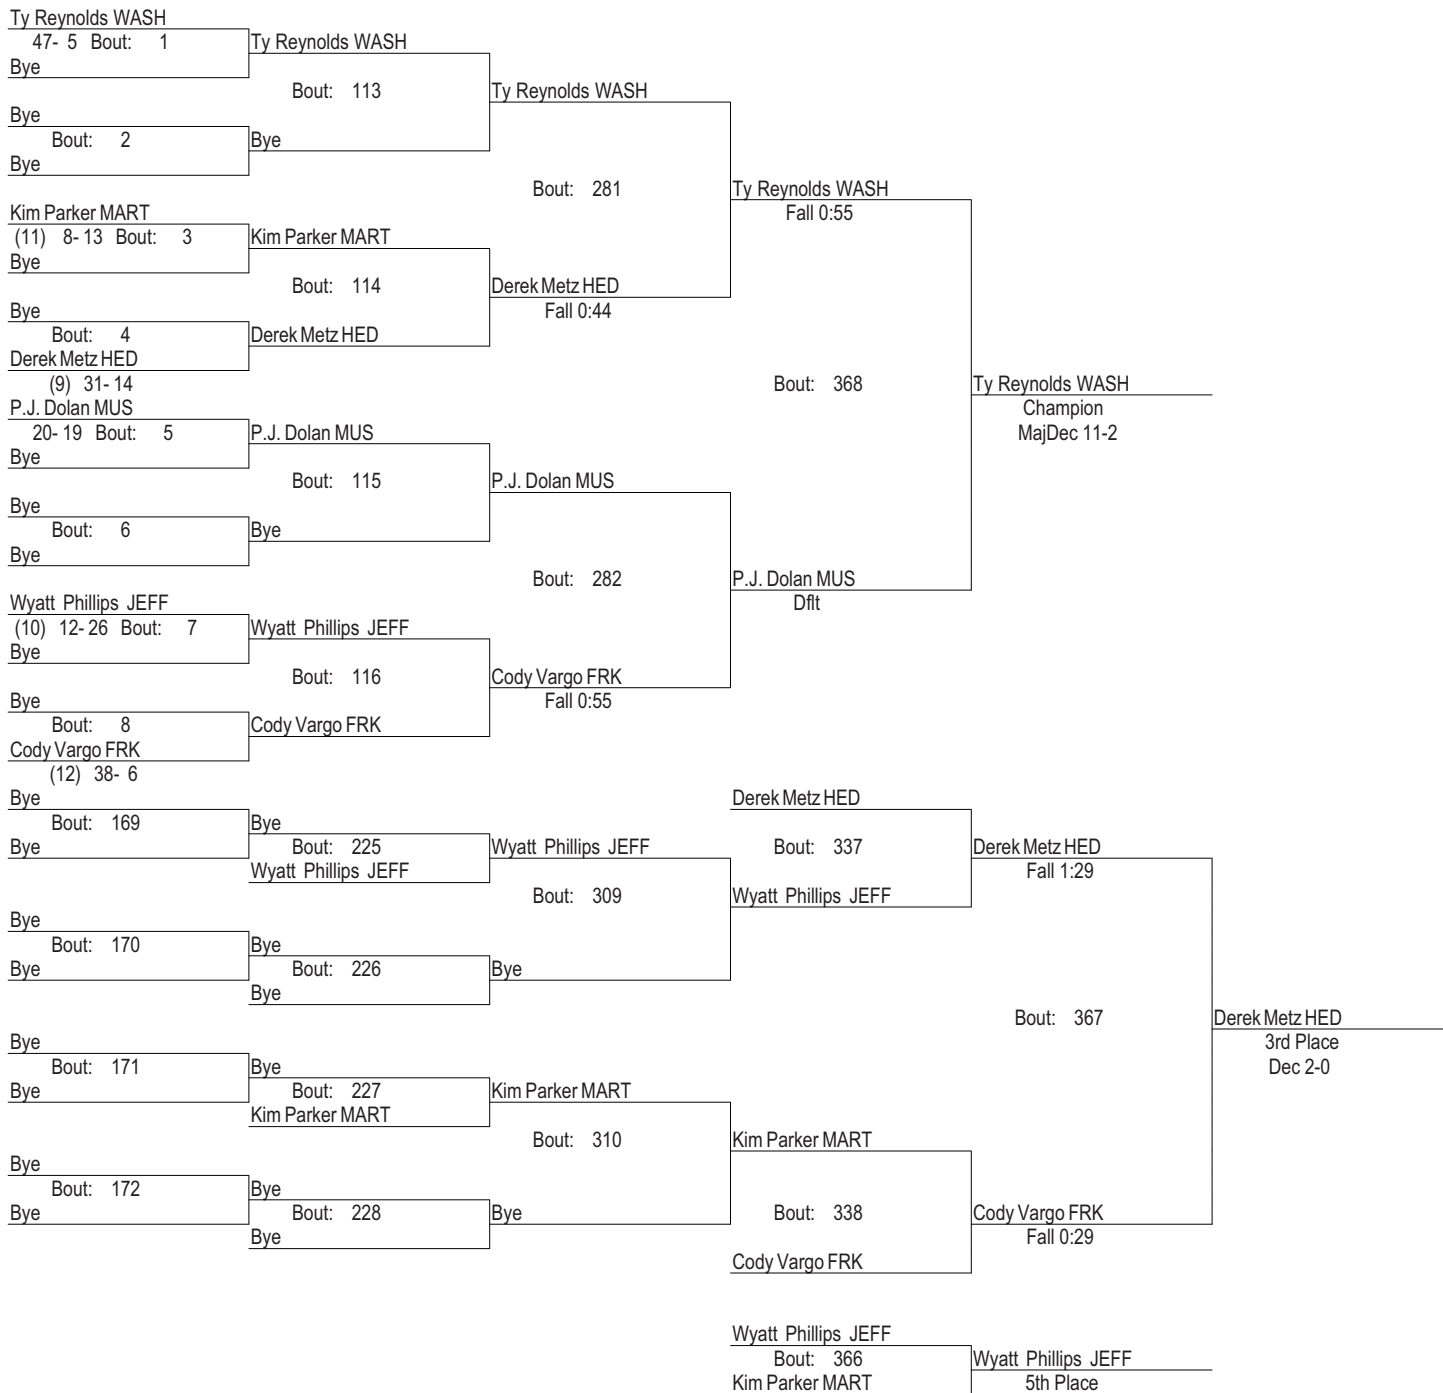 Ty Reynolds WASH
47- 5 Bout: 1
Bye
Ty Reynolds WASH
Bout: 113
Bye
Bout: 2
Bye
Bye
Ty Reynolds WASH
Bout: 281
Kim Parker MART
(11) 8- 13 Bout: 3
Bye
Kim Parker MART
Bout: 114
Bye
Bout: 4
Derek Metz HED
(9) 31- 14
Derek Metz HED
Derek Metz HED
Fall 0:44
Ty Reynolds WASH
Fall 0:55
Bout: 368
P.J. Dolan MUS
20- 19 Bout: 5
Bye
P.J. Dolan MUS
Bout: 115
Bye
Bout: 6
Bye
Bye
P.J. Dolan MUS
Bout: 282
Wyatt Phillips JEFF
(10) 12- 26 Bout: 7
Bye
Wyatt Phillips JEFF
Bout: 116
Bye
Bout: 8
Cody Vargo FRK
(12) 38- 6
Cody Vargo FRK
Cody Vargo FRK
Fall 0:55
P.J. Dolan MUS
Dflt
Ty Reynolds WASH
Champion
MajDec 11-2
Bye
Bout: 169
Bye
Bye
Bout: 225
Wyatt Phillips JEFF
Wyatt Phillips JEFF
Bout: 309
Bye
Bout: 170
Bye
Bye
Bout: 226
Bye
Bye
Derek Metz HED
Bout: 337
Wyatt Phillips JEFF
Derek Metz HED
Fall 1:29
Bout: 367
Bye
Bout: 171
Bye
Bye
Bout: 227
Kim Parker MART
Kim Parker MART
Bout: 310
Bye
Bout: 172
Bye
Bye
Bout: 228
Bye
Bye
Kim Parker MART
Bout: 338
Cody Vargo FRK
Cody Vargo FRK
Fall 0:29
Derek Metz HED
3rd Place
Dec 2-0
Wyatt Phillips JEFF
Bout: 366
Kim Parker MART
Wyatt Phillips JEFF
5th Place